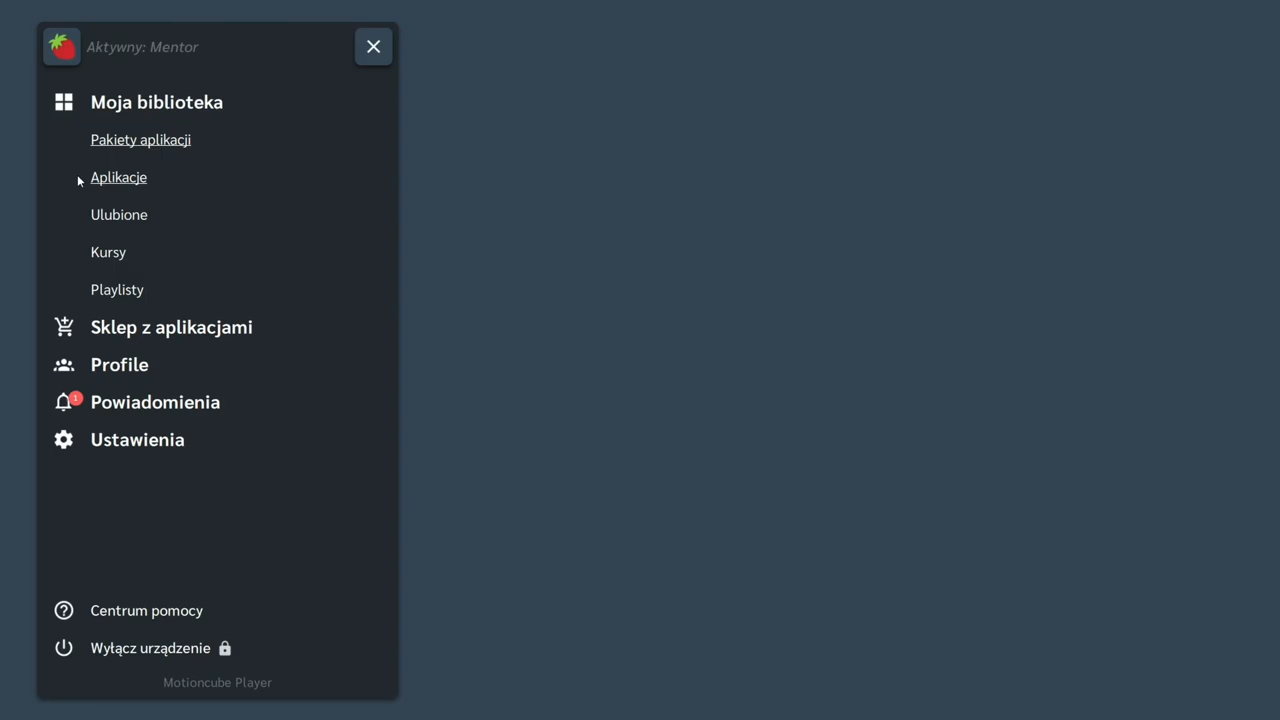 Aktywny: Mentor
Moja biblioteka
Pakiety aplikacji
Aplikacje
Ulubione
Kursy
Playlisty
Sklep z aplikacjami
Profile
1
Powiadomienia
Ustawienia
Centrum pomocy
Wyłącz urządzenie
Motioncube Player